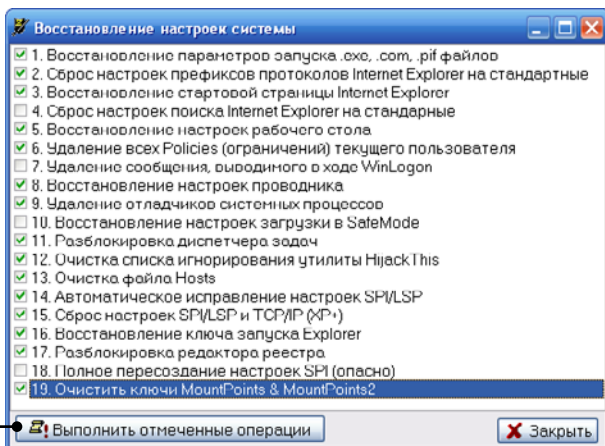 Восстановление настроек системы
1. Восстановление параметров запуска .exe, .com, .pif файлов
2. Сброс настроек префиксов протоколов Internet Explorer на стандартные
3. Восстановление стартовой страницы Internet Explorer
4. Сброс настроек поиска Internet Explorer на стандарные
5. Восстановление настроек рабочего стола
6. Удаление всех Policies (ограничений) текущего пользователя
7. Удаление сообщения, выводимого в ходе WinLogon
8. Восстановление настроек проводника
9. Удаление отладчиков системных процессов
10. Восстановление настроек загрузки в SafeMode
11. Разблокировка диспетчера задач
12. Очистка списка игнорирования утилиты HijackThis
13. Очистка файла Hosts
14. Автоматическое исправление настроек SPI/LSP
15. Сброс настроек SPI/LSP и TCP/IP (XP+)
16. Восстановление ключа запуска Explorer
17. Разблокировка редактора реестра
18. Полное пересоздание настроек SPI (опасно)
19. Очистить ключи MountPoints & MountPoints2
Выполнить отмеченные операции
Закрыть